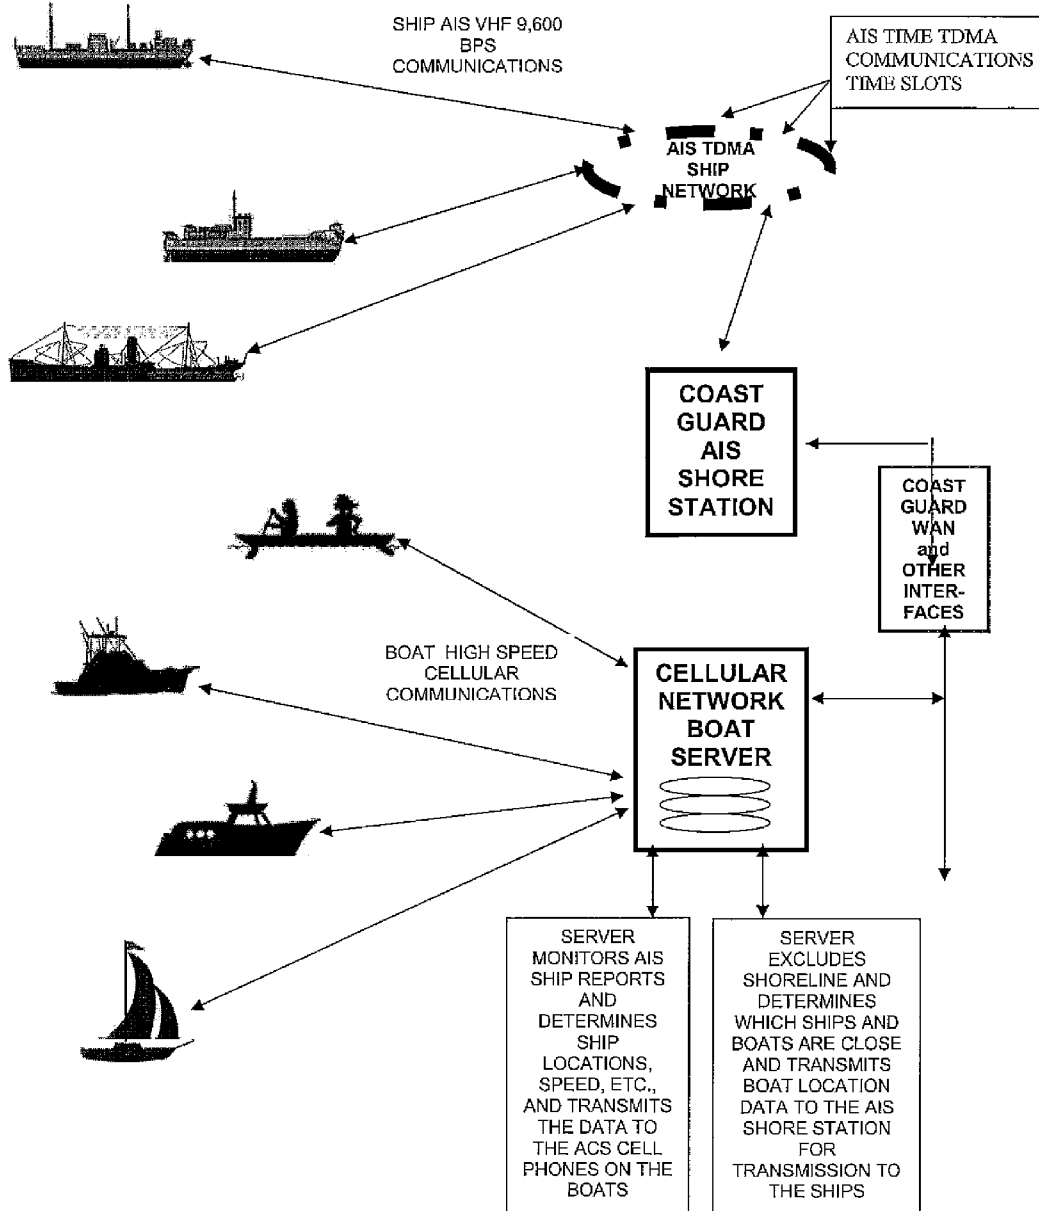 SHIP AIS VHF 9,600
BPS
COMMUNICATIONS
AIS TIME TDMA
COMMUNICATIONS
TIME SLOTS
AIS TDMA
SHIP
NETWORK
COAST
GUARD
AIS
SHORE
STATION
COAST
GUARD
WAN
and
OTHER
INTER-
FACES
BOAT HIGH SPEED
CELLULAR
COMMUNICATIONS
CELLULAR
NETWORK
BOAT
SERVER
SERVER
MONITORS AIS
SHIP REPORTS
AND
DETERMINES
SHIP
LOCATIONS,
SPEED, ETC.,
AND TRANSMITS
THE DATA TO
THE ACS CELL
PHONES ON THE
BOATS
SERVER
EXCLUDES
SHORELINE AND
DETERMINES
WHICH SHIPS AND
BOATS ARE CLOSE
AND TRANSMITS
BOAT LOCATION
DATA TO THE AIS
SHORE STATION
FOR
TRANSMISSION TO
THE SHIPS